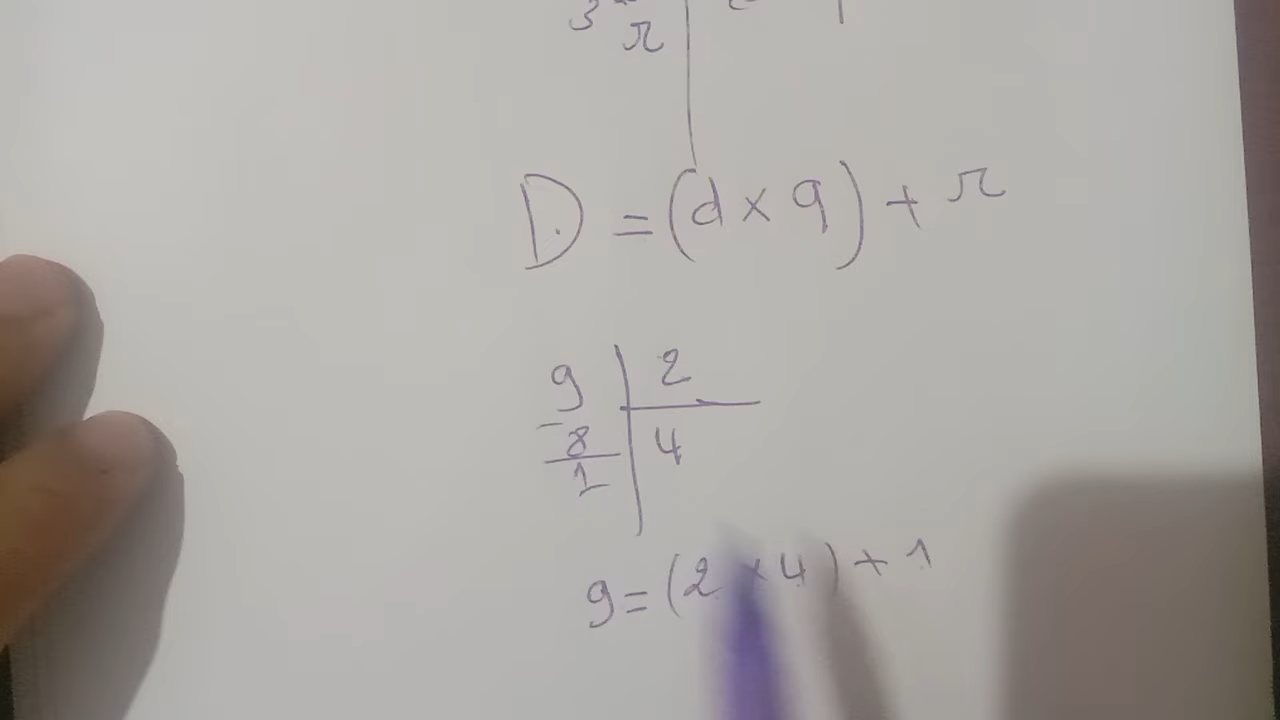 r
D = (d × q) + r
9 | 2
- 8 | 4
1
9 = (2 × 4) + 1